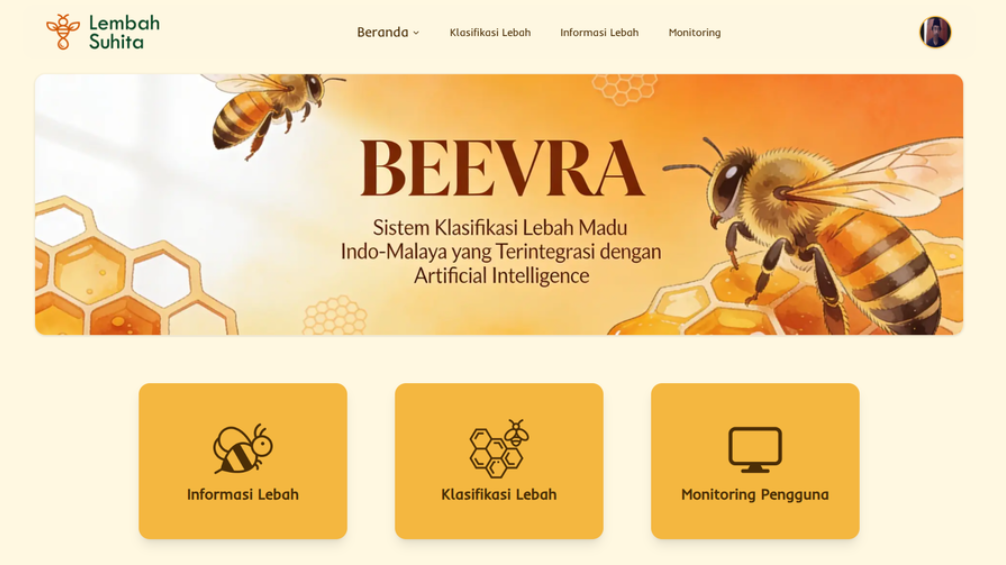 Lembah
Suhita
Beranda
Klasifikasi Lebah
Informasi Lebah
Monitoring
BEEVRA
Sistem Klasifikasi Lebah Madu
Indo-Malaya yang Terintegrasi dengan
Artificial Intelligence
Informasi Lebah
Klasifikasi Lebah
Monitoring Pengguna